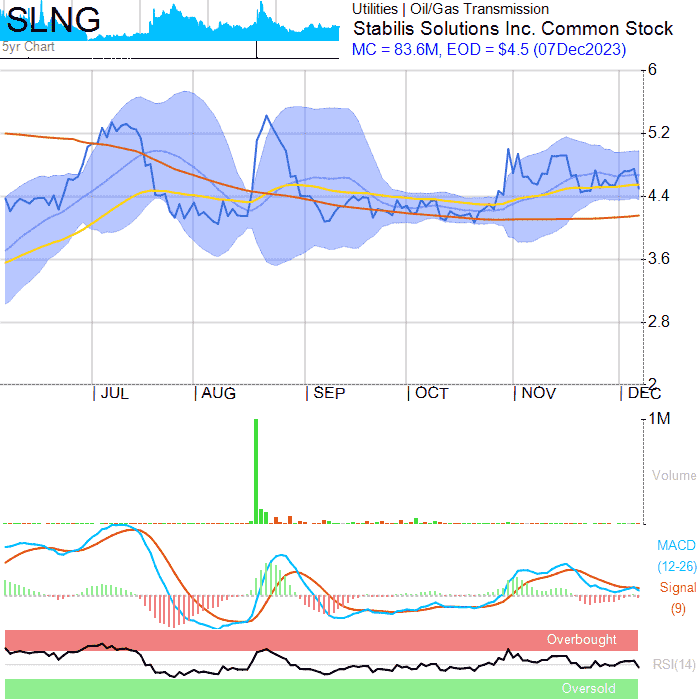 SLNG
Utilities | Oil/Gas Transmission
Stabilis Solutions Inc. Common Stock
MC = 83.6M, EOD = $4.5 (07Dec2023)
5yr Chart
6
5.2
4.4
3.6
2.8
2
JUL AUG SEP OCT NOV DEC
1M
Volume
MACD
(12-26)
Signal
(9)
Overbought
RSI(14)
Oversold